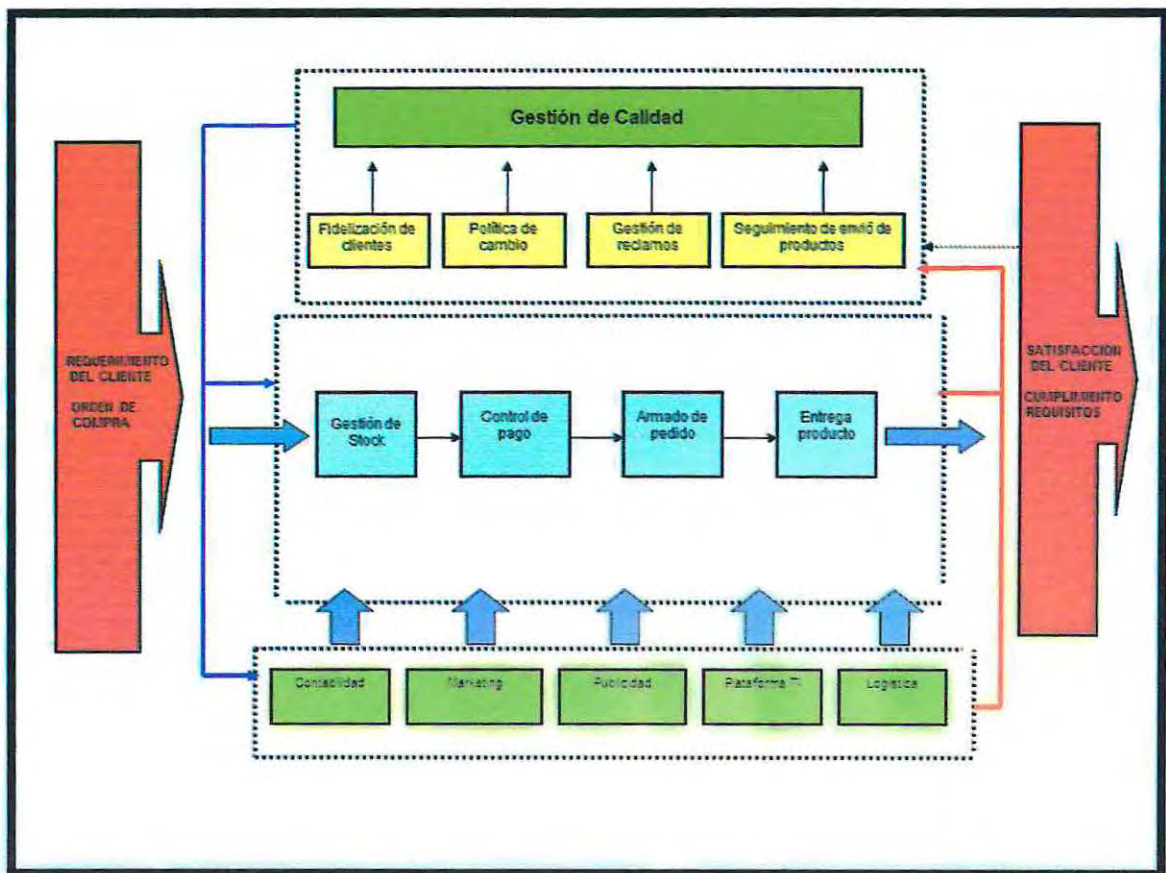 Gestión de Calidad
Fidelización de
clientes
Política de
cambio
Gestión de
reclamos
Seguimiento de envió de
productos
REQUERIMIENTO
DEL CLIENTE
ORDEN DE
COMPRA
SATISFACCION
DEL CLIENTE
CUMPLIMIENTO
REQUISITOS
Gestión de
Stock
Control de
pago
Armado de
pedido
Entrega
producto
Contabilidad
Marketing
Publicidad
Plataforma TI
Logística